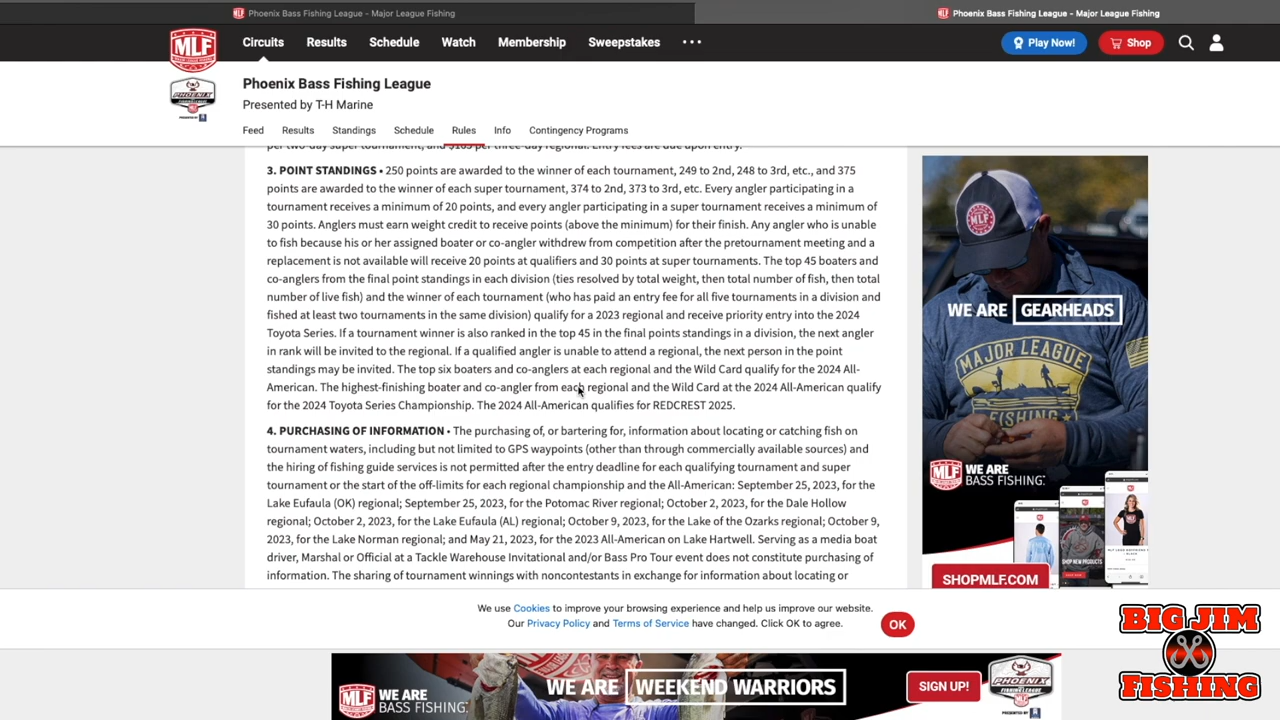 Phoenix Bass Fishing League – Major League Fishing
Phoenix Bass Fishing League – Major League Fishing
MLF
Circuits Results Schedule Watch Membership Sweepstakes
Play Now! Shop
PHOENIX
Phoenix Bass Fishing League
Presented by T-H Marine
Feed Results Standings Schedule Rules Info Contingency Programs
per two-day super tournament, and $185 per three-day regional. Entry fees are due upon entry.
3. POINT STANDINGS • 250 points are awarded to the winner of each tournament, 249 to 2nd, 248 to 3rd, etc., and 375
points are awarded to the winner of each super tournament, 374 to 2nd, 373 to 3rd, etc. Every angler participating in a
tournament receives a minimum of 20 points, and every angler participating in a super tournament receives a minimum of
30 points. Anglers must earn weight credit to receive points (above the minimum) for their finish. Any angler who is unable
to fish because his or her assigned boater or co-angler withdrew from competition after the pretournament meeting and a
replacement is not available will receive 20 points at qualifiers and 30 points at super tournaments. The top 45 boaters and
co-anglers from the final point standings in each division (ties resolved by total weight, then total number of fish, then total
number of live fish) and the winner of each tournament (who has paid an entry fee for all five tournaments in a division and
fished at least two tournaments in the same division) qualify for a 2023 regional and receive priority entry into the 2024
Toyota Series. If a tournament winner is also ranked in the top 45 in the final points standings in a division, the next angler
in rank will be invited to the regional. If a qualified angler is unable to attend a regional, the next person in the point
standings may be invited. The top six boaters and co-anglers at each regional and the Wild Card qualify for the 2024 All-
American. The highest-finishing boater and co-angler from each regional and the Wild Card at the 2024 All-American qualify
for the 2024 Toyota Series Championship. The 2024 All-American qualifies for REDCREST 2025.
4. PURCHASING OF INFORMATION • The purchasing of, or bartering for, information about locating or catching fish on
tournament waters, including but not limited to GPS waypoints (other than through commercially available sources) and
the hiring of fishing guide services is not permitted after the entry deadline for each qualifying tournament and super
tournament or the start of the off-limits for each regional championship and the All-American: September 25, 2023, for the
Lake Eufaula (OK) regional; September 25, 2023, for the Potomac River regional; October 2, 2023, for the Dale Hollow
regional; October 2, 2023, for the Lake Eufaula (AL) regional; October 9, 2023, for the Lake of the Ozarks regional; October 9,
2023, for the Lake Norman regional; and May 21, 2023, for the 2023 All-American on Lake Hartwell. Serving as a media boat
driver, Marshal or Official at a Tackle Warehouse Invitational and/or Bass Pro Tour event does not constitute purchasing of
information. The sharing of tournament winnings with noncontestants in exchange for information about locating or
MLF
WE ARE GEARHEADS
MAJOR LEAGUE
FISHING
MLF WE ARE
BASS FISHING.
SHOPMLF.COM
We use Cookies to improve your browsing experience and help us improve our website.
Our Privacy Policy and Terms of Service have changed. Click OK to agree.
OK
MLF WE ARE
BASS FISHING.
WE ARE WEEKEND WARRIORS
SIGN UP!
PHOENIX
BIG JIM
FISHING